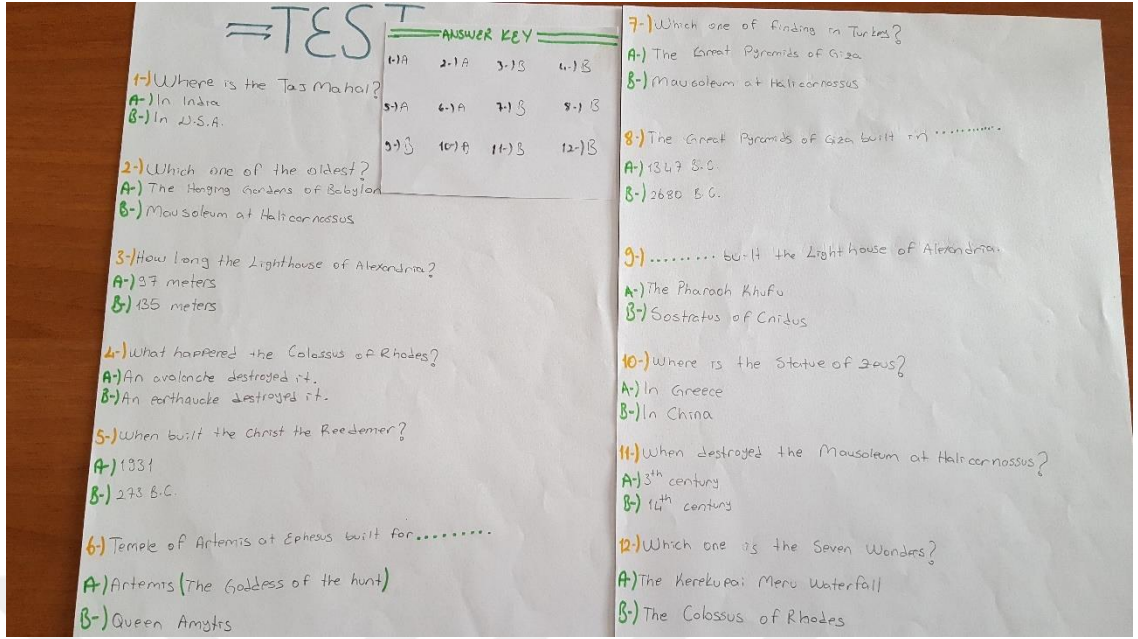 ⇒TEST
ANSWER KEY
1-)A 2-)A 3-)B 4-)B
5-)A 6-)A 7-)B 8-)B
9-)B 10-)A 11-)B 12-)B
1-)Where is the Taj Mahal?
A-)In India
B-)In U.S.A.
2-)Which one of the oldest?
A-)The Hanging Gardens of Babylon
B-)Mausoleum at Halicarnossus
3-)How long the Lighthouse of Alexandria?
A-)97 meters
B-)135 meters
4-)What happered the Colossus of Rhodes?
A-)An avalonche destroyed it.
B-)An earthquake destroyed it.
5-)When built the Christ the Reedemer?
A-)1931
B-)273 B.C.
6-)Temple of Artemis at Ephesus built for.........
A-)Artemis(The Goddess of the hunt)
B-)Queen Amytis
7-)Which one of finding in Turkey?
A-)The Great Pyramids of Giza
B-)Mausoleum at Halicarnossus
8-)The Great Pyramids of Giza built in ............
A-)1347 B.C.
B-)2680 B.C.
9-)......... built the Lighthouse of Alexandria.
A-)The Pharaoh Khufu
B-)Sostratus of Cnidus
10-)Where is the Statue of Zeus?
A-)In Greece
B-)In China
11-)When destroyed the Mausoleum at Halicarnossus?
A-)3th century
B-)14th century
12-)Which one is the Seven Wonders?
A-)The Kerekupai Meru Waterfall
B-)The Colossus of Rhodes